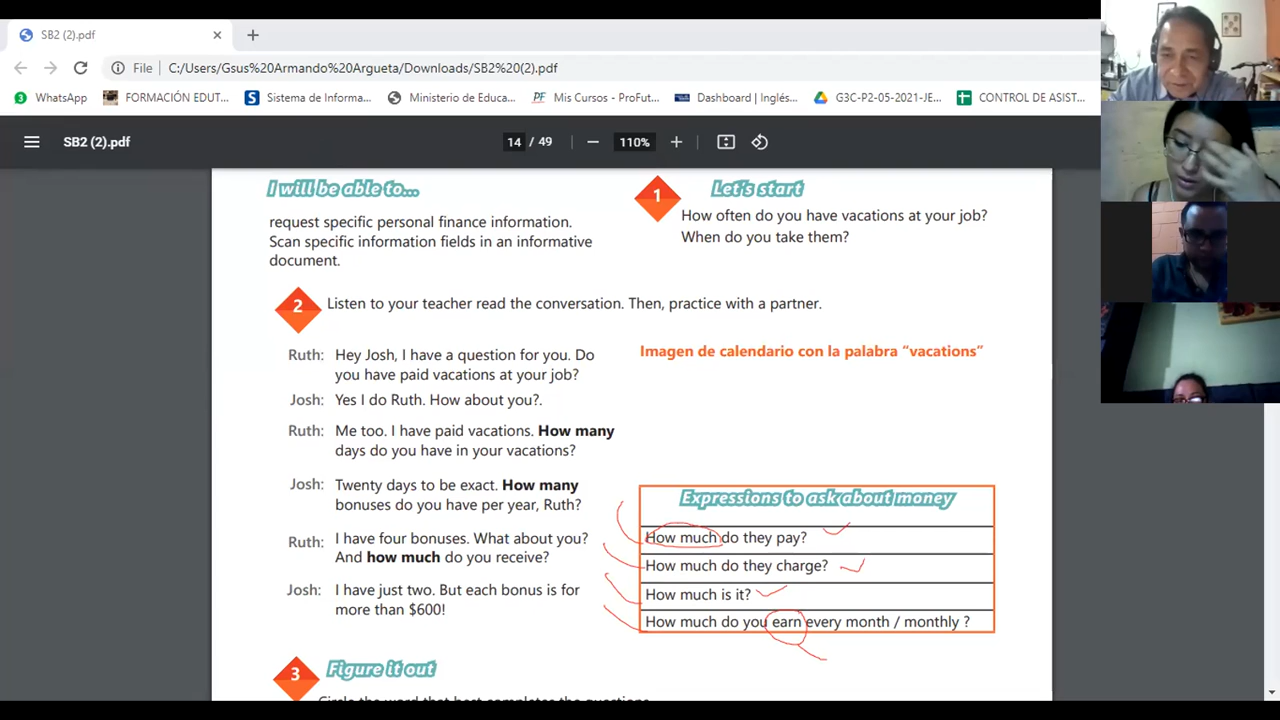 SB2 (2).pdf
File C:/Users/Gsus%20Armando%20Argueta/Downloads/SB2%20(2).pdf
WhatsApp FORMACIÓN EDUT... Sistema de Informa... Ministerio de Educa... Mis Cursos - ProFut... Dashboard | Inglés... G3C-P2-05-2021-JE... CONTROL DE ASIST...
SB2 (2).pdf 14 / 49 110%
I will be able to...
request specific personal finance information.
Scan specific information fields in an informative
document.
1 Let's start
How often do you have vacations at your job?
When do you take them?
2 Listen to your teacher read the conversation. Then, practice with a partner.
Ruth: Hey Josh, I have a question for you. Do
you have paid vacations at your job?
Josh: Yes I do Ruth. How about you?.
Ruth: Me too. I have paid vacations. How many
days do you have in your vacations?
Josh: Twenty days to be exact. How many
bonuses do you have per year, Ruth?
Ruth: I have four bonuses. What about you?
And how much do you receive?
Josh: I have just two. But each bonus is for
more than $600!
Imagen de calendario con la palabra “vacations”
Expressions to ask about money
How much do they pay?
How much do they charge?
How much is it?
How much do you earn every month / monthly ?
3 Figure it out
Circle the word that best completes the questions